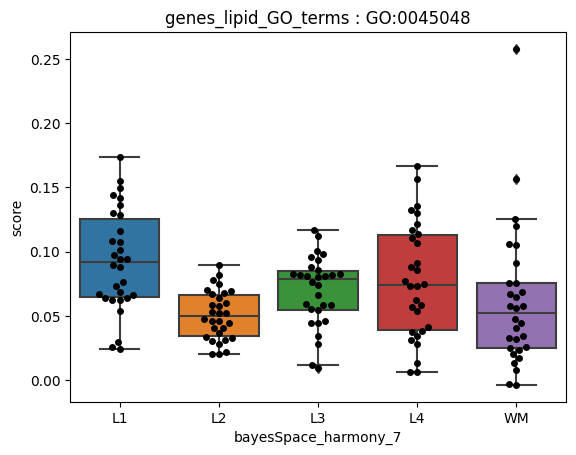 genes_lipid_GO_terms : GO:0045048
0.25
0.20
0.15
0.10
0.05
0.00
score
L1 L2 L3 L4 WM
bayesSpace_harmony_7